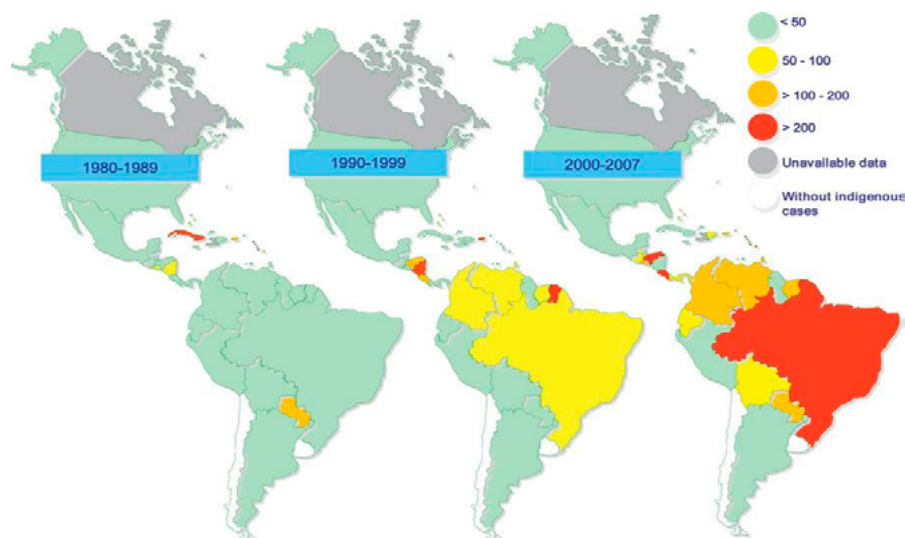 < 50
50 - 100
> 100 - 200
> 200
Unavailable data
Without indigenous
cases
1980-1989
1990-1999
2000-2007